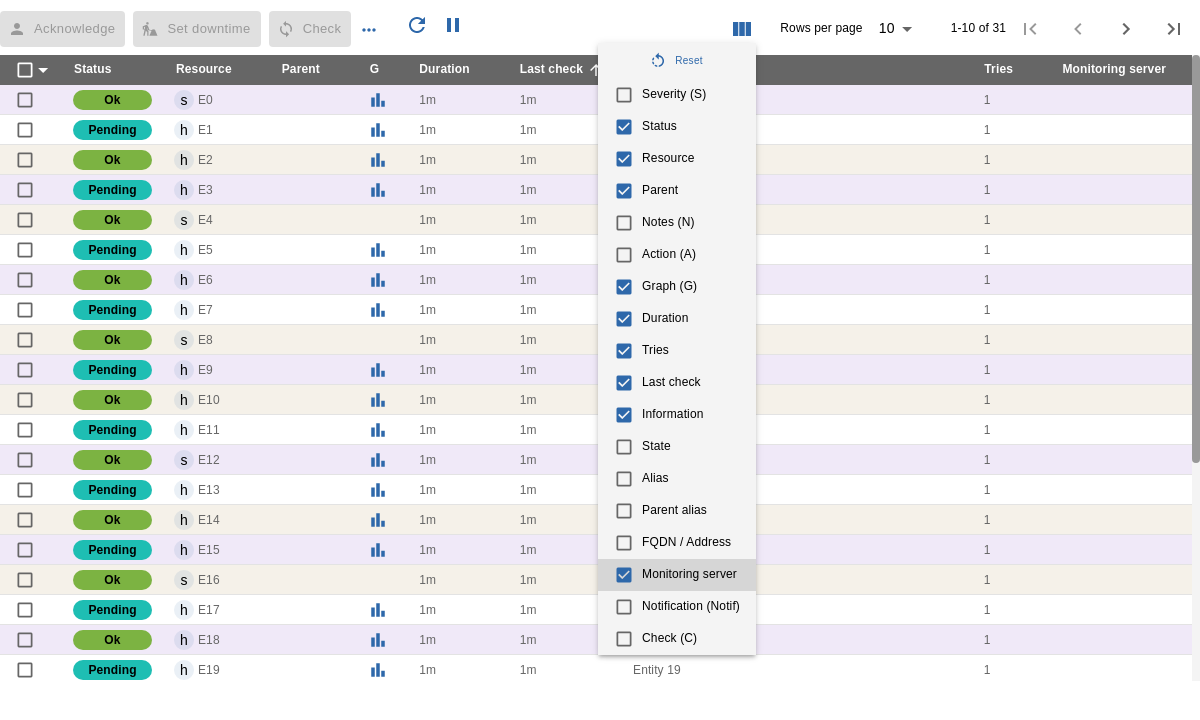 Acknowledge Set downtime Check ... Rows per page 10 1-10 of 31
Status Resource Parent G Duration Last check Tries Monitoring server
Reset
Severity (S)
Status
Resource
Parent
Notes (N)
Action (A)
Graph (G)
Duration
Tries
Last check
Information
State
Alias
Parent alias
FQDN / Address
Monitoring server
Notification (Notif)
Check (C)
Ok s E0 1m 1m 1
Pending h E1 1m 1m 1
Ok h E2 1m 1m 1
Pending h E3 1m 1m 1
Ok s E4 1m 1m 1
Pending h E5 1m 1m 1
Ok h E6 1m 1m 1
Pending h E7 1m 1m 1
Ok s E8 1m 1m 1
Pending h E9 1m 1m 1
Ok h E10 1m 1m 1
Pending h E11 1m 1m 1
Ok s E12 1m 1m 1
Pending h E13 1m 1m 1
Ok h E14 1m 1m 1
Pending h E15 1m 1m 1
Ok s E16 1m 1m 1
Pending h E17 1m 1m 1
Ok h E18 1m 1m 1
Pending h E19 1m 1m Entity 19 1